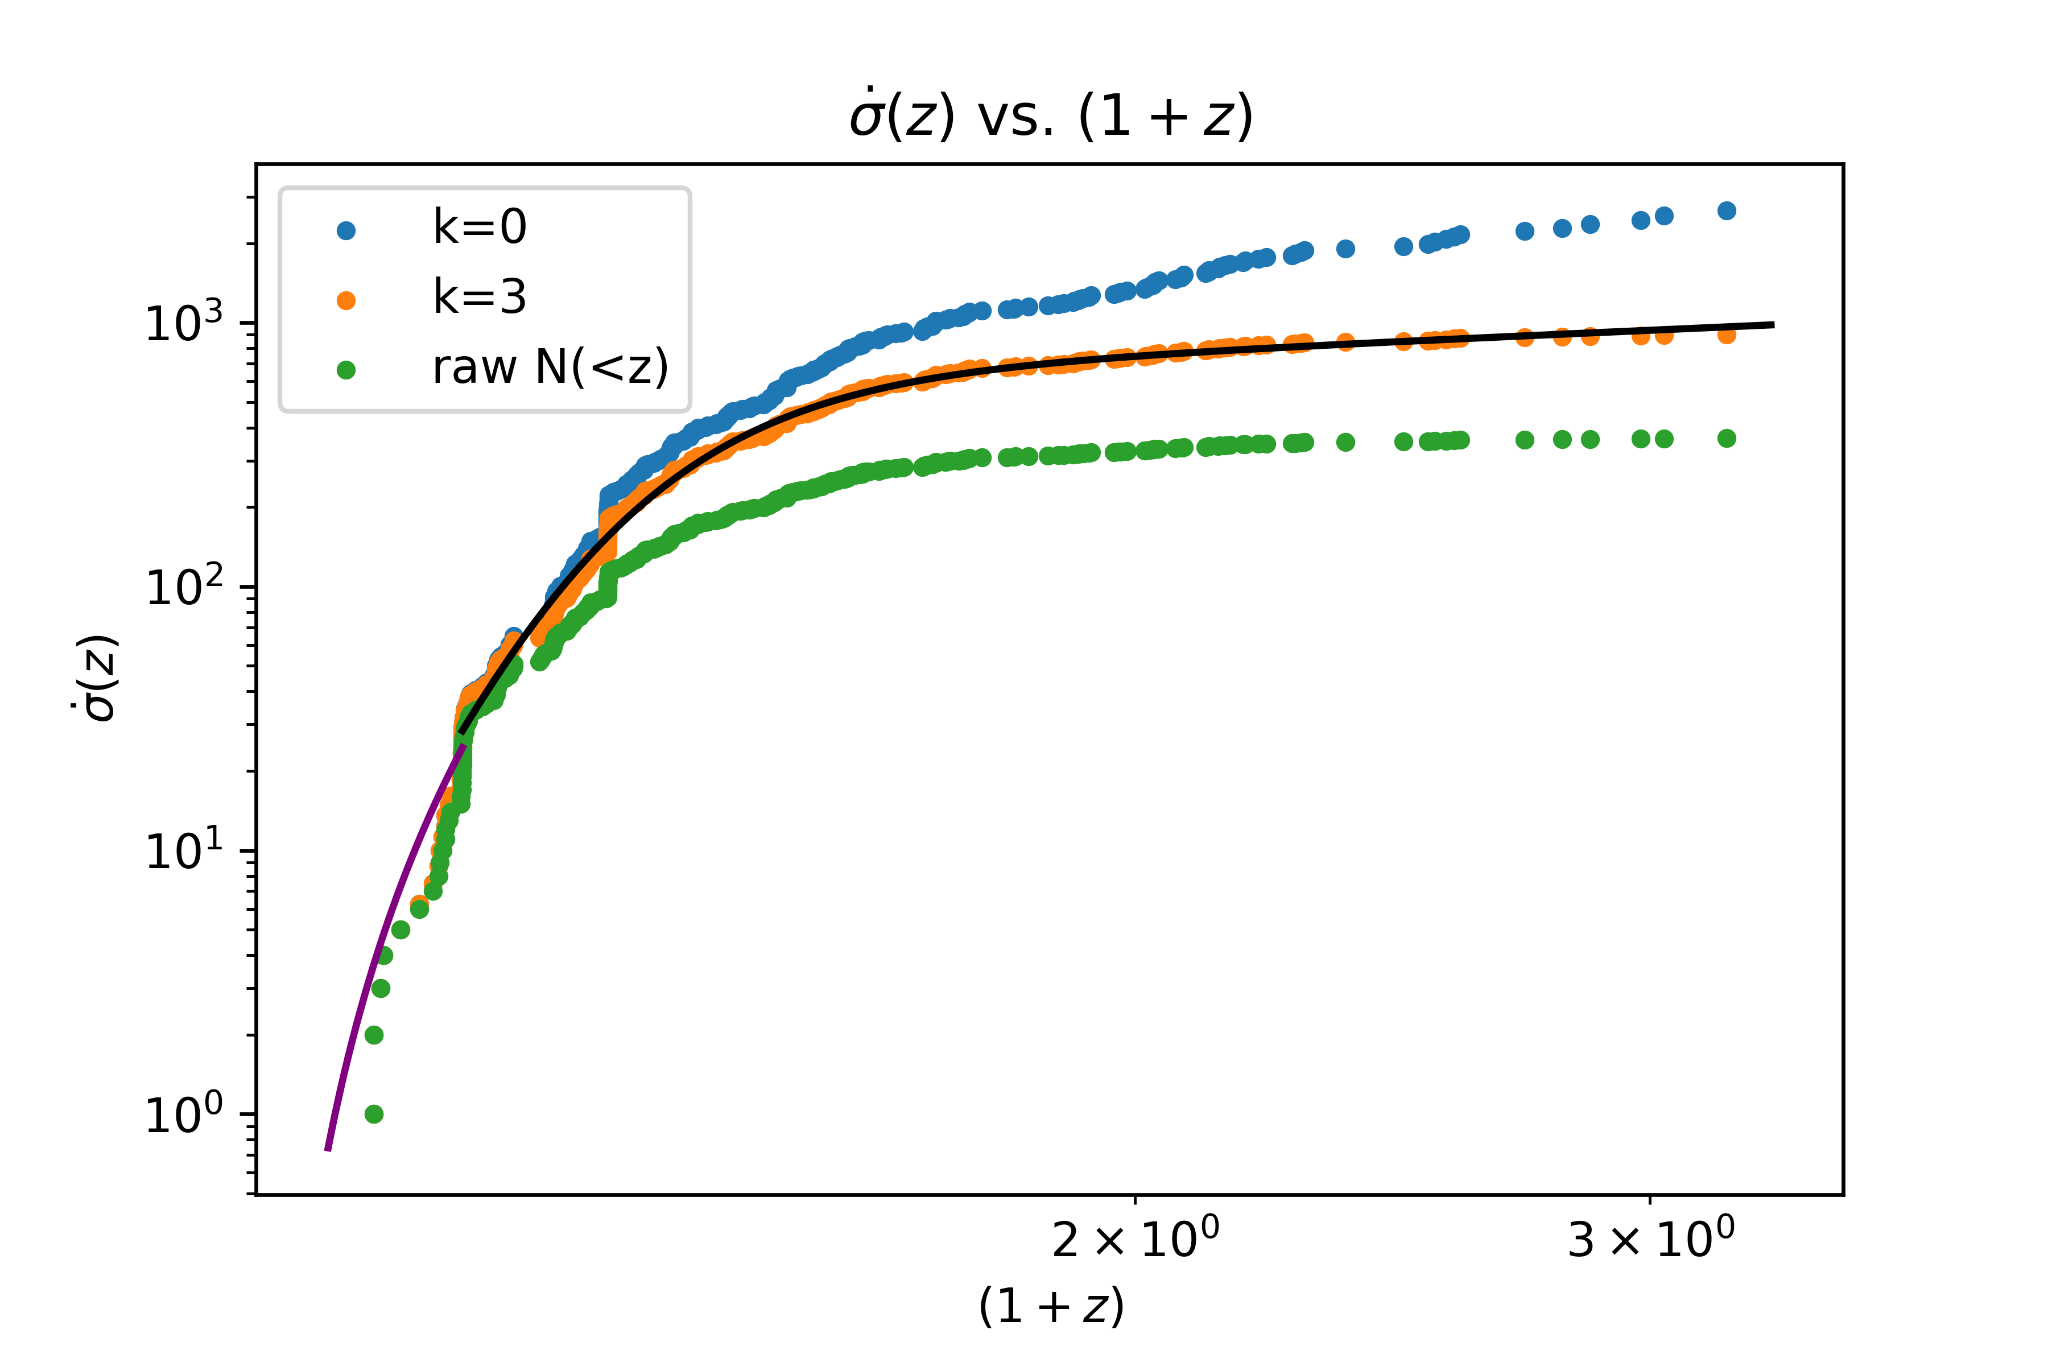 σ̇(z) vs. (1 + z)
k=0
k=3
raw N(<z)
10³
10²
10¹
10⁰
σ̇(z)
2 × 10⁰
3 × 10⁰
(1 + z)